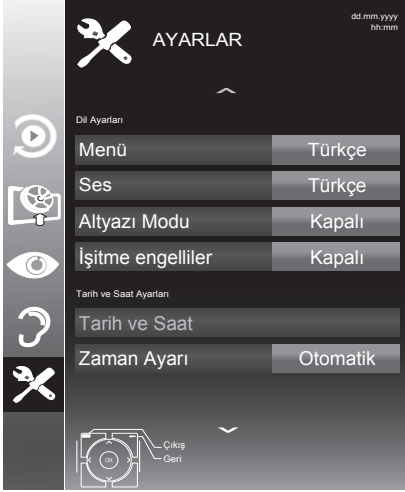 AYARLAR
dd.mm.yyyy
hh:mm
Dil Ayarları
Menü Türkçe
Ses Türkçe
Altyazı Modu Kapalı
İşitme engelliler Kapalı
Tarih ve Saat Ayarları
Tarih ve Saat
Zaman Ayarı Otomatik
Çıkış
OK
Geri